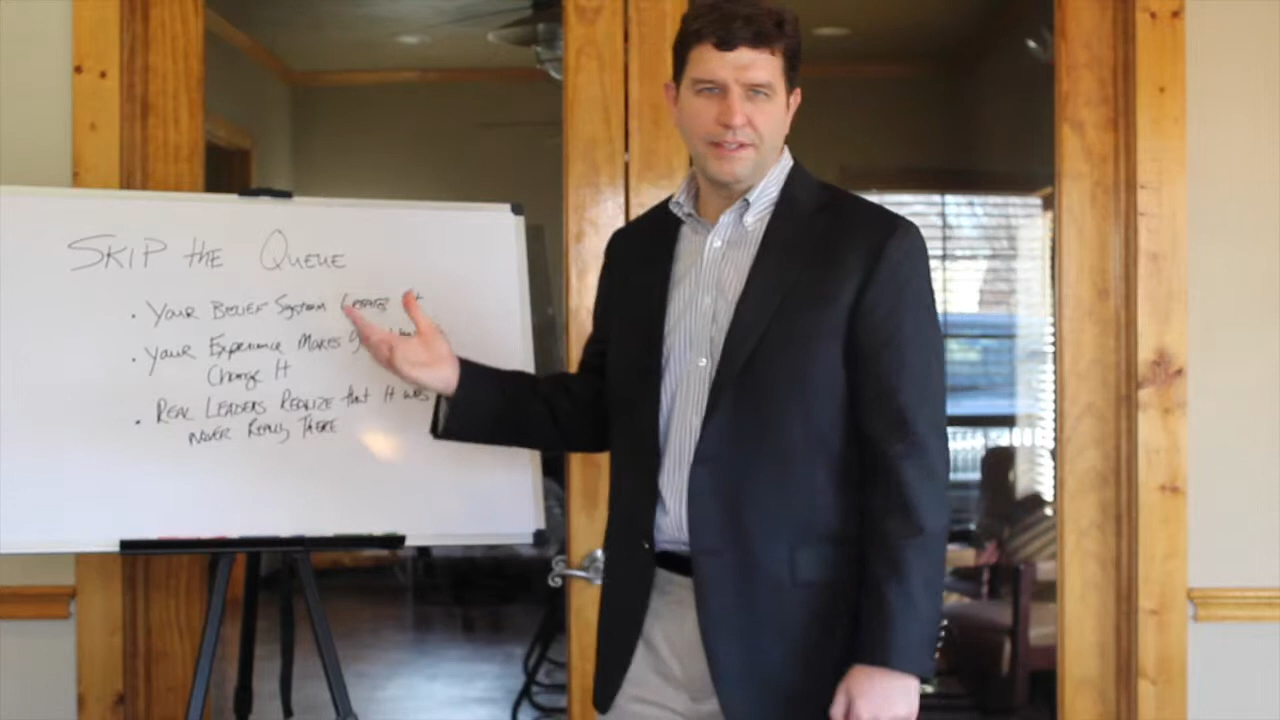 SKIP the QUEUE
• YOUR BELIEF SYSTEM CREATES
• YOUR Experience MAKES
Change It
• REAL LEADERS REALIZE that It was
NEVER REALLY THERE